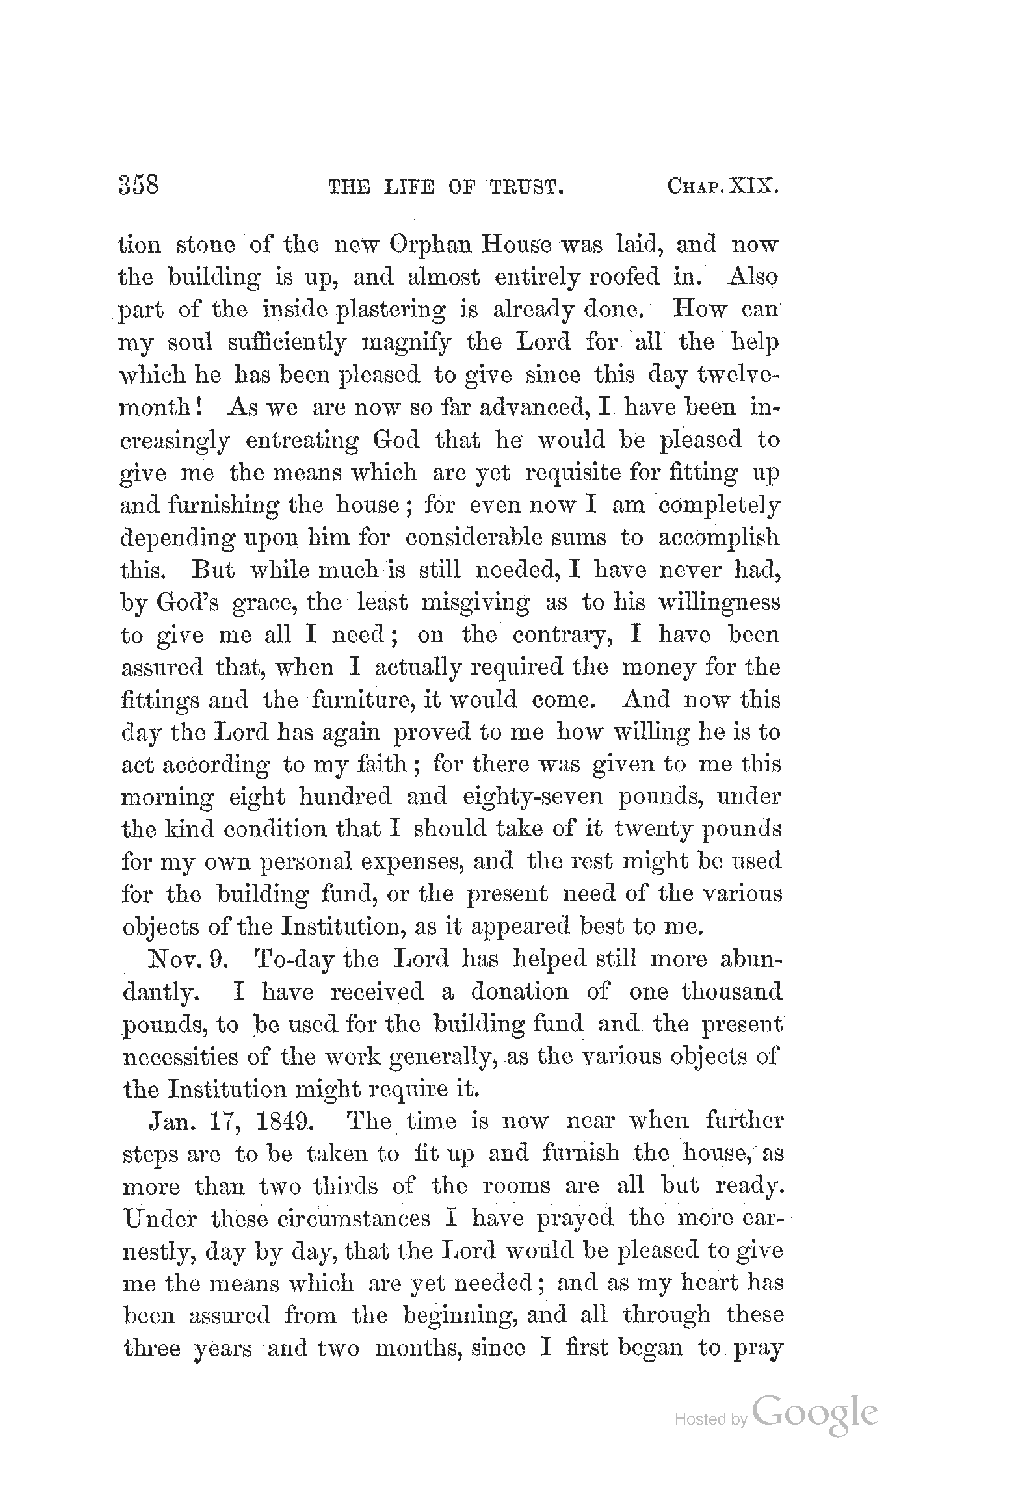 358 THE LIFE OF TRUST. CHAP. XIX.
tion stone of the new Orphan House was laid, and now
the building is up, and almost entirely roofed in. Also
part of the inside plastering is already done. How can
my soul sufficiently magnify the Lord for all the help
which he has been pleased to give since this day twelve-
month! As we are now so far advanced, I have been in-
creasingly entreating God that he would be pleased to
give me the means which are yet requisite for fitting up
and furnishing the house; for even now I am completely
depending upon him for considerable sums to accomplish
this. But while much is still needed, I have never had,
by God's grace, the least misgiving as to his willingness
to give me all I need; on the contrary, I have been
assured that, when I actually required the money for the
fittings and the furniture, it would come. And now this
day the Lord has again proved to me how willing he is to
act according to my faith; for there was given to me this
morning eight hundred and eighty-seven pounds, under
the kind condition that I should take of it twenty pounds
for my own personal expenses, and the rest might be used
for the building fund, or the present need of the various
objects of the Institution, as it appeared best to me.
Nov. 9. To-day the Lord has helped still more abun-
dantly. I have received a donation of one thousand
pounds, to be used for the building fund and the present
necessities of the work generally, as the various objects of
the Institution might require it.
Jan. 17, 1849. The time is now near when further
steps are to be taken to fit up and furnish the house, as
more than two thirds of the rooms are all but ready.
Under these circumstances I have prayed the more ear-
nestly, day by day, that the Lord would be pleased to give
me the means which are yet needed; and as my heart has
been assured from the beginning, and all through these
three years and two months, since I first began to pray
Hosted by Google